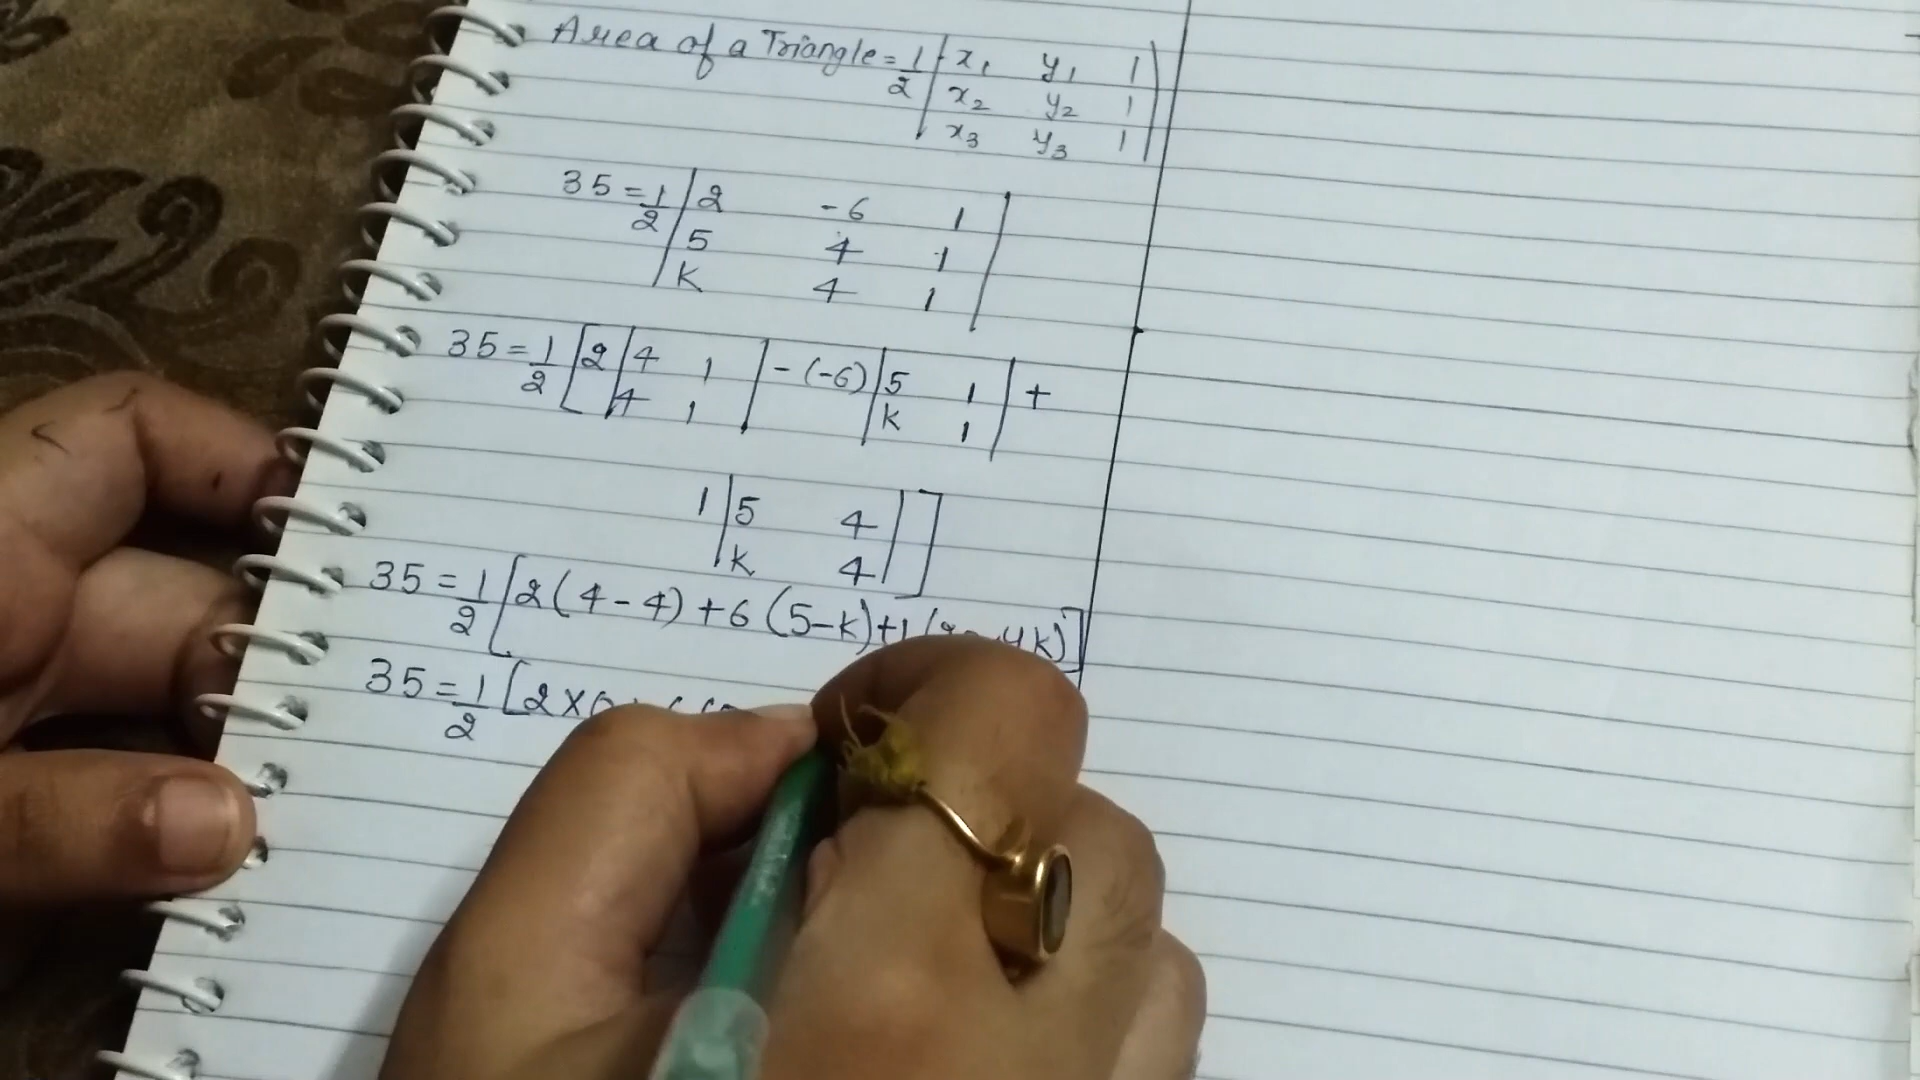 Area of a Triangle = 1/2 | x₁ y₁ 1 |
| x₂ y₂ 1 |
| x₃ y₃ 1 |
35 = 1/2 | 2 -6 1 |
| 5 4 1 |
| k 4 1 |
35 = 1/2 [ 2 | 4 1 | - (-6) | 5 1 | +
| 4 1 | | k 1 |
1 | 5 4 | ]
| k 4 |
35 = 1/2 [ 2 ( 4 - 4 ) + 6 ( 5 - k ) + 1 ( 4k ) ]
35 = 1/2 [ 2 ×